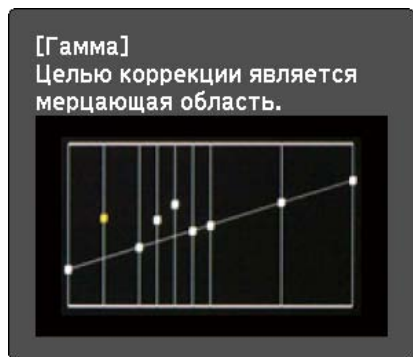 [Гамма]
Целью коррекции является
мерцающая область.